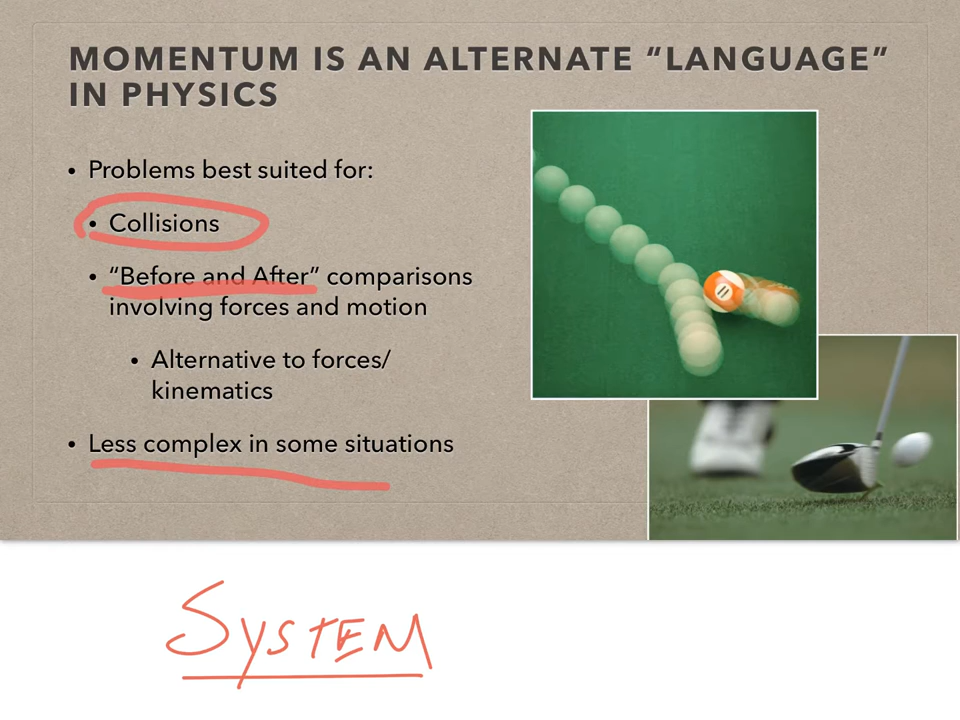 MOMENTUM IS AN ALTERNATE “LANGUAGE”
IN PHYSICS
• Problems best suited for:
• Collisions
• “Before and After” comparisons
involving forces and motion
• Alternative to forces/
kinematics
• Less complex in some situations
11
SYSTEM